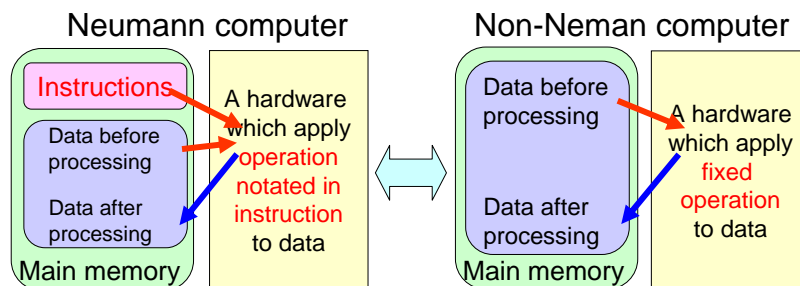 Neumann computer
Instructions
Data before
processing
Data after
processing
Main memory
A hardware
which apply
operation
notated in
instruction
to data
Non-Neman computer
Data before
processing
Data after
processing
Main memory
A hardware
which apply
fixed
operation
to data